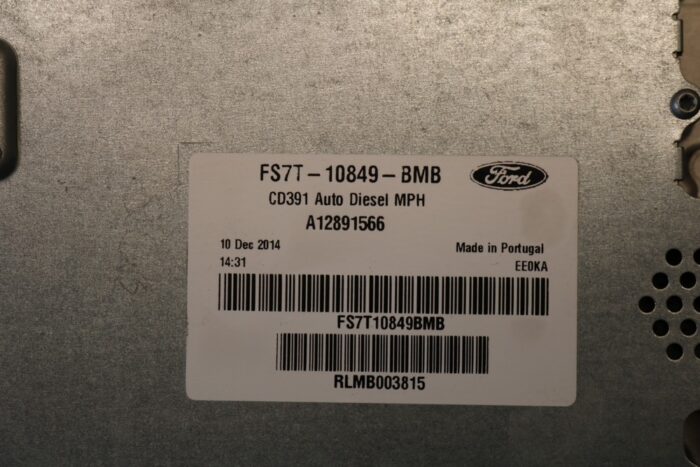 FS7T-10849-BMB
Ford
CD391 Auto Diesel MPH
A12891566
10 Dec 2014
Made in Portugal
14:31
EE0KA
FS7T10849BMB
RLMB003815